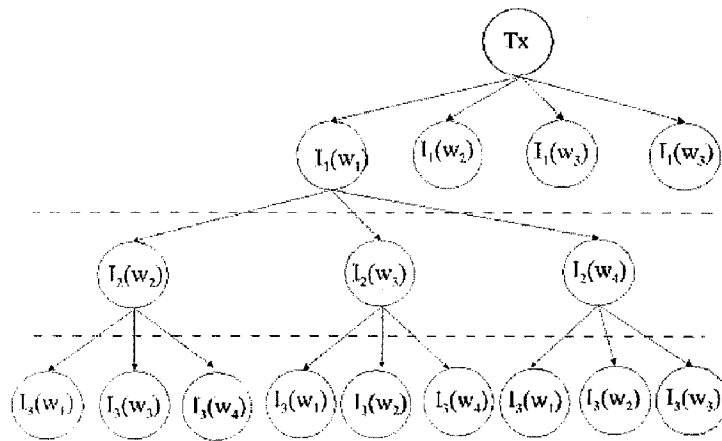 Tx
I₁(w₁) I₁(w₂) I₁(w₃) I₁(w₃)
I₂(w₂) I₂(w₃) I₂(w₄)
I₃(w₁) I₃(w₃) I₃(w₄) I₃(w₁) I₃(w₂) I₃(w₄) I₃(w₁) I₃(w₂) I₃(w₃)